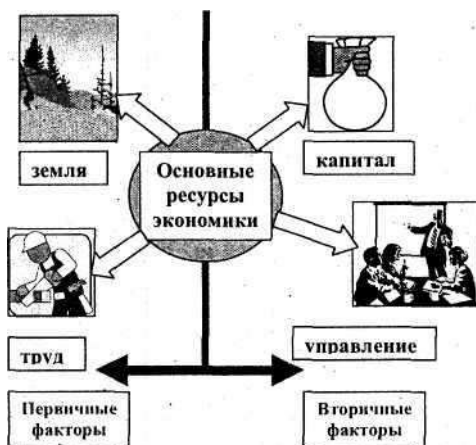 земля
капитал
Основные
ресурсы
экономики
труд
управление
Первичные
факторы
Вторичные
факторы